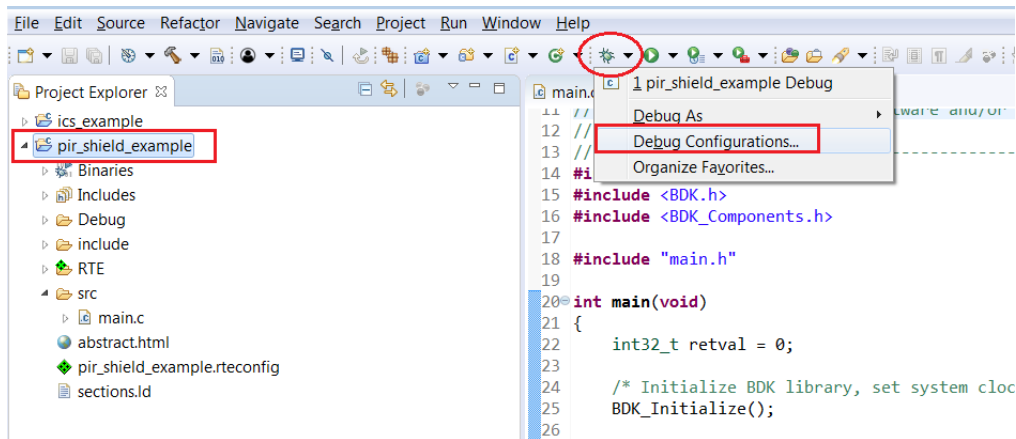 File Edit Source Refactor Navigate Search Project Run Window Help
Project Explorer
ics_example
pir_shield_example
Binaries
Includes
Debug
include
RTE
src
main.c
abstract.html
pir_shield_example.rteconfig
sections.ld
main.c
1 pir_shield_example Debug
Debug As
Debug Configurations...
Organize Favorites...
11 // and/or
12 //
13 // --------------
14 #i
15 #include <BDK.h>
16 #include <BDK_Components.h>
17
18 #include "main.h"
19
20 int main(void)
21 {
22 int32_t retval = 0;
23
24 /* Initialize BDK library, set system cloc
25 BDK_Initialize();
26